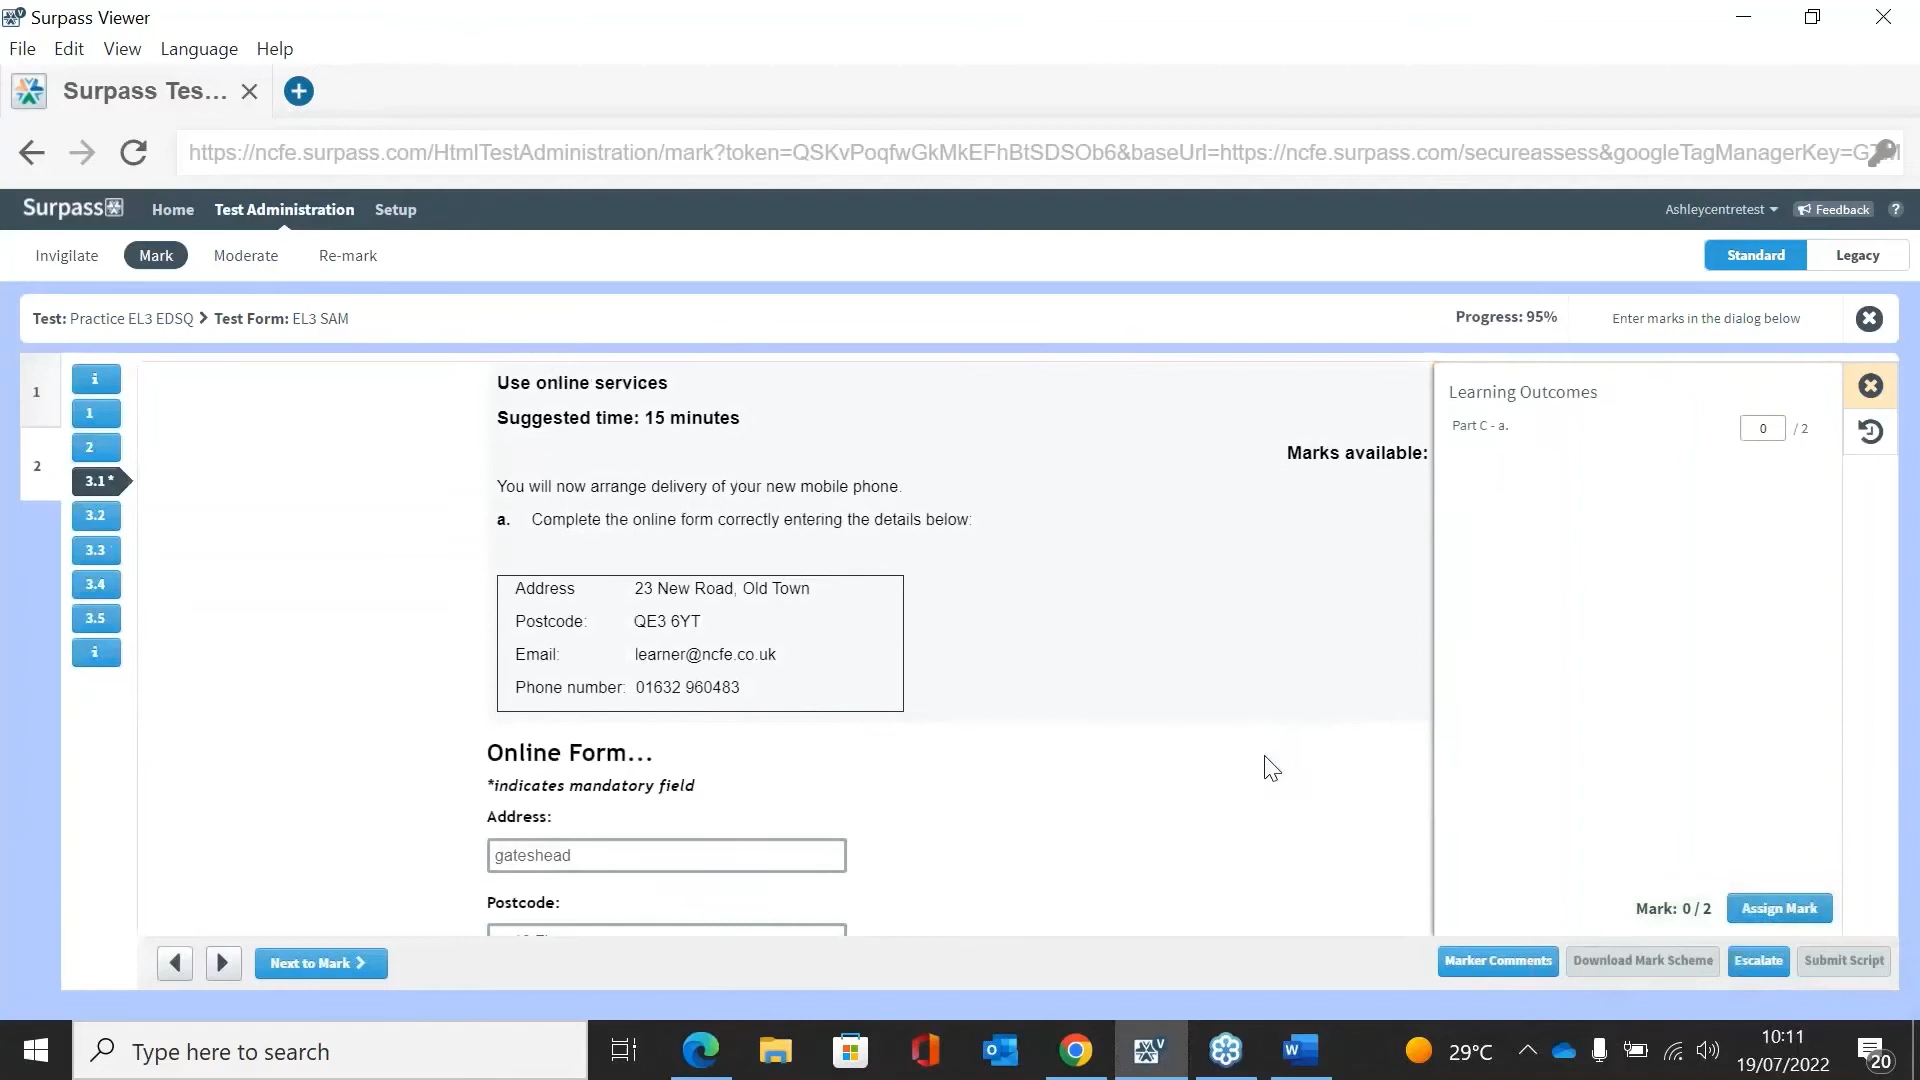 Surpass Viewer
File Edit View Language Help
Surpass Tes...
https://ncfe.surpass.com/HtmlTestAdministration/mark?token=QSKvPoqfwGkMkEFhBtSDSOb6&baseUrl=https://ncfe.surpass.com/secureassess&googleTagManagerKey=GTM
Surpass Home Test Administration Setup Ashleycentretest Feedback ?
Invigilate Mark Moderate Re-mark Standard Legacy
Test: Practice EL3 EDSQ > Test Form: EL3 SAM Progress: 95% Enter marks in the dialog below
1
2
i
1
2
3.1*
3.2
3.3
3.4
3.5
i
Use online services
Suggested time: 15 minutes
Marks available:
You will now arrange delivery of your new mobile phone.
a. Complete the online form correctly entering the details below:
Address 23 New Road, Old Town
Postcode: QE3 6YT
Email: learner@ncfe.co.uk
Phone number: 01632 960483
Online Form...
*indicates mandatory field
Address:
gateshead
Postcode:
Learning Outcomes
Part C - a. 0 / 2
Mark: 0 / 2 Assign Mark
Next to Mark >
Marker Comments Download Mark Scheme Escalate Submit Script
Type here to search
29°C
10:11
19/07/2022
20